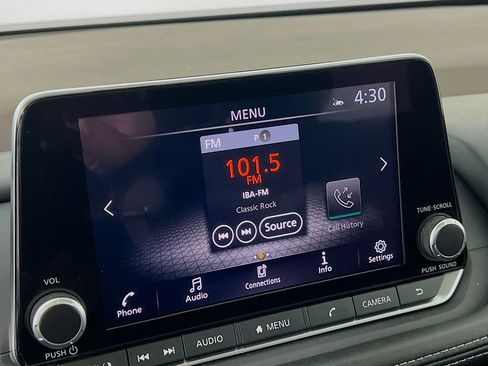 4:30
MENU
FM P 1
101.5
FM
IBA-FM
Classic Rock
Source
Call History
Phone
Audio
Connections
Info
Settings
VOL
PUSH
TUNE·SCROLL
PUSH SOUND
AUDIO
MENU
CAMERA